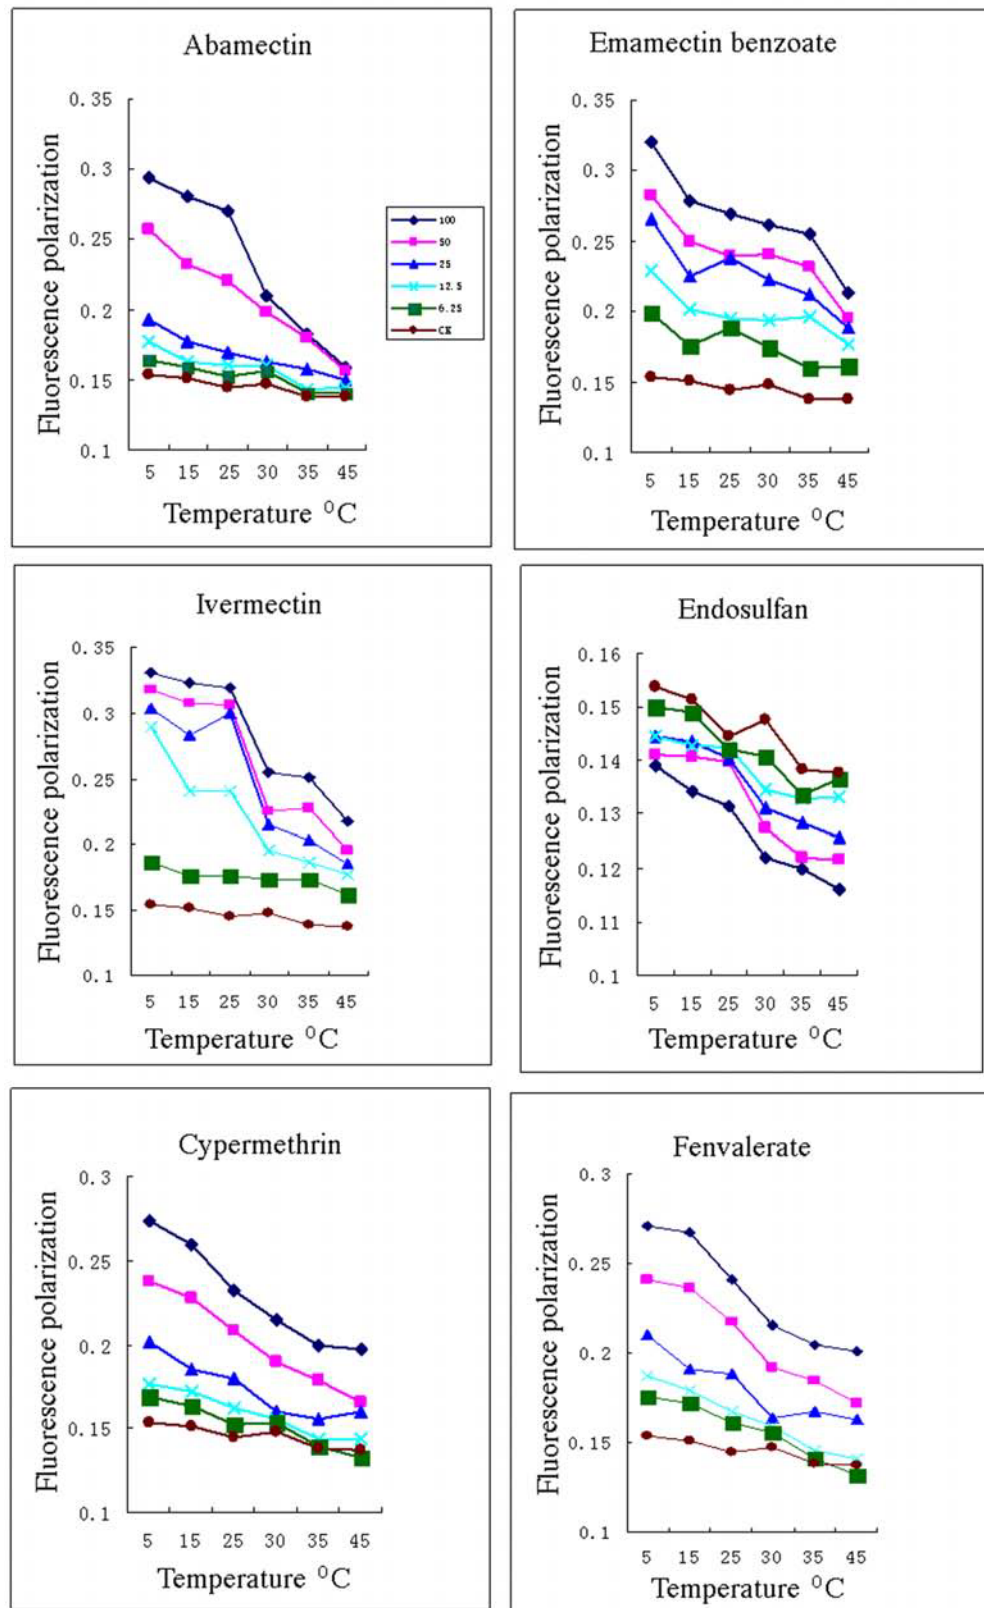 Abamectin
Fluorescence polarization
0.35
0.3
0.25
0.2
0.15
0.1
5 15 25 30 35 45
Temperature ⁰C
100
50
25
12.5
6.25
CK
Emamectin benzoate
Fluorescence polarization
0.35
0.3
0.25
0.2
0.15
0.1
5 15 25 30 35 45
Temperature ⁰C
Ivermectin
Fluorescence polarization
0.35
0.3
0.25
0.2
0.15
0.1
5 15 25 30 35 45
Temperature ⁰C
Endosulfan
Fluorescence polarization
0.16
0.15
0.14
0.13
0.12
0.11
0.1
5 15 25 30 35 45
Temperature ⁰C
Cypermethrin
Fluorescence polarization
0.3
0.25
0.2
0.15
0.1
5 15 25 30 35 45
Temperature ⁰C
Fenvalerate
Fluorescence polarization
0.3
0.25
0.2
0.15
0.1
5 15 25 30 35 45
Temperature ⁰C